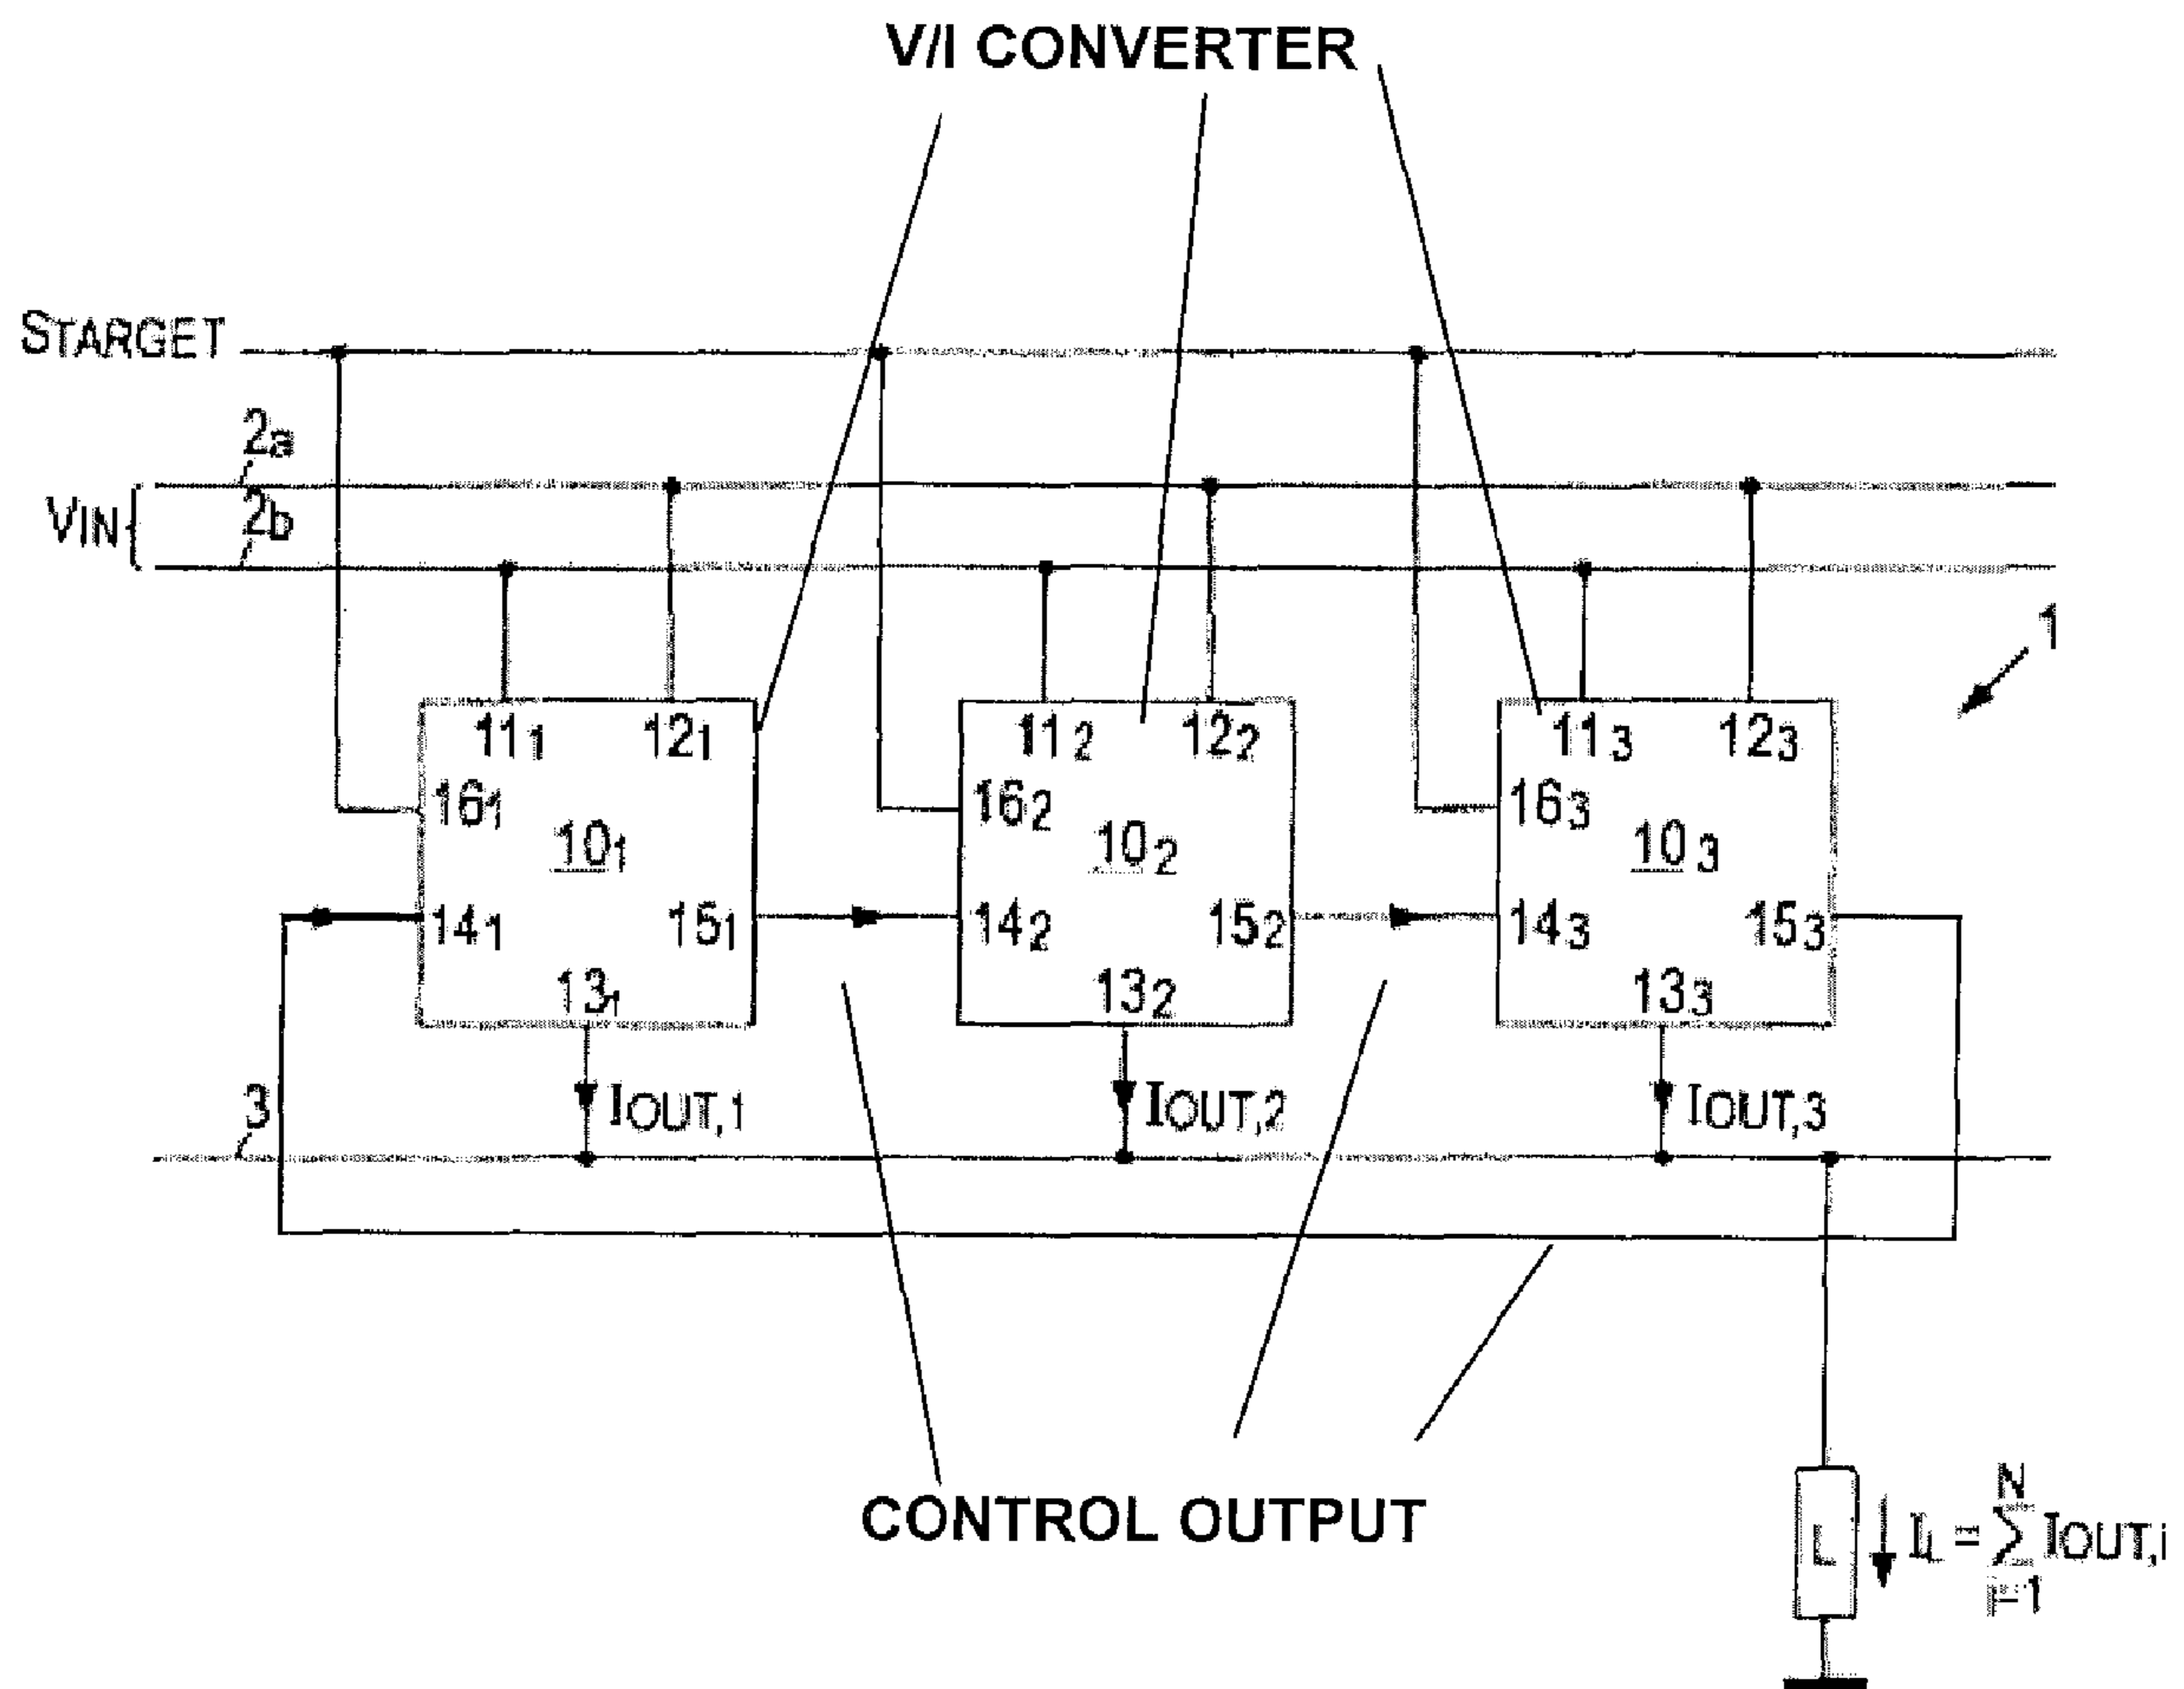 V/I CONVERTER
STARGET
2a
VIN{
2b
1
11₁ 12₁ 11₂ 12₂ 11₃ 12₃
16₁ 16₂ 16₃
10₁ 10₂ 10₃
14₁ 15₁ 14₂ 15₂ 14₃ 15₃
13₁ 13₂ 13₃
3
IOUT,1 IOUT,2 IOUT,3
CONTROL OUTPUT
L
IL = N∑i=1 IOUT,i